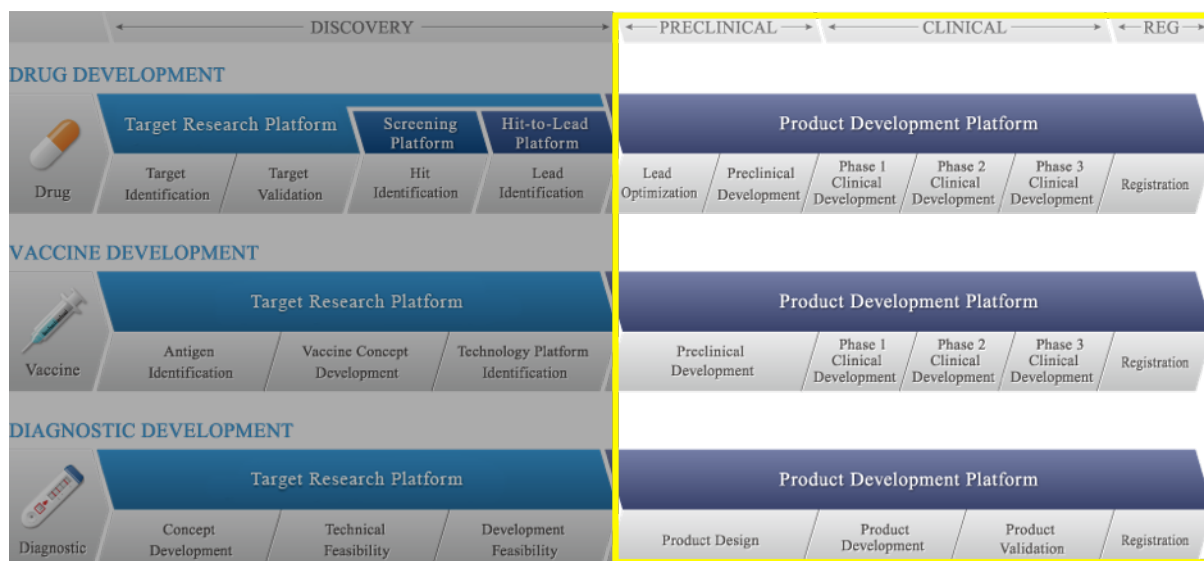 DISCOVERY PRECLINICAL CLINICAL REG
DRUG DEVELOPMENT
Target Research Platform
Screening
Platform
Hit-to-Lead
Platform
Product Development Platform
Drug
Target
Identification
Target
Validation
Hit
Identification
Lead
Identification
Lead
Optimization
Preclinical
Development
Phase 1
Clinical
Development
Phase 2
Clinical
Development
Phase 3
Clinical
Development
Registration
VACCINE DEVELOPMENT
Target Research Platform
Product Development Platform
Vaccine
Antigen
Identification
Vaccine Concept
Development
Technology Platform
Identification
Preclinical
Development
Phase 1
Clinical
Development
Phase 2
Clinical
Development
Phase 3
Clinical
Development
Registration
DIAGNOSTIC DEVELOPMENT
Target Research Platform
Product Development Platform
Diagnostic
Concept
Development
Technical
Feasibility
Development
Feasibility
Product Design
Product
Development
Product
Validation
Registration